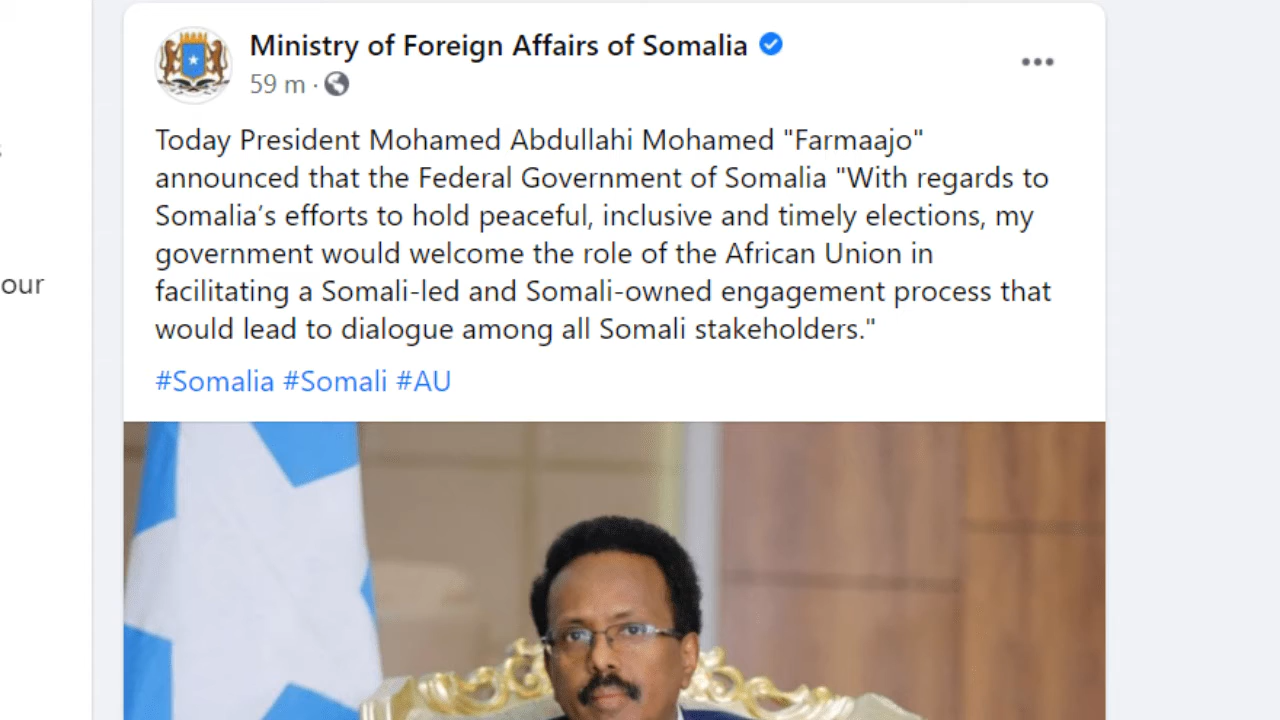 Ministry of Foreign Affairs of Somalia
59 m ·
Today President Mohamed Abdullahi Mohamed "Farmaajo"
announced that the Federal Government of Somalia "With regards to
Somalia’s efforts to hold peaceful, inclusive and timely elections, my
government would welcome the role of the African Union in
facilitating a Somali-led and Somali-owned engagement process that
would lead to dialogue among all Somali stakeholders."
#Somalia #Somali #AU
our